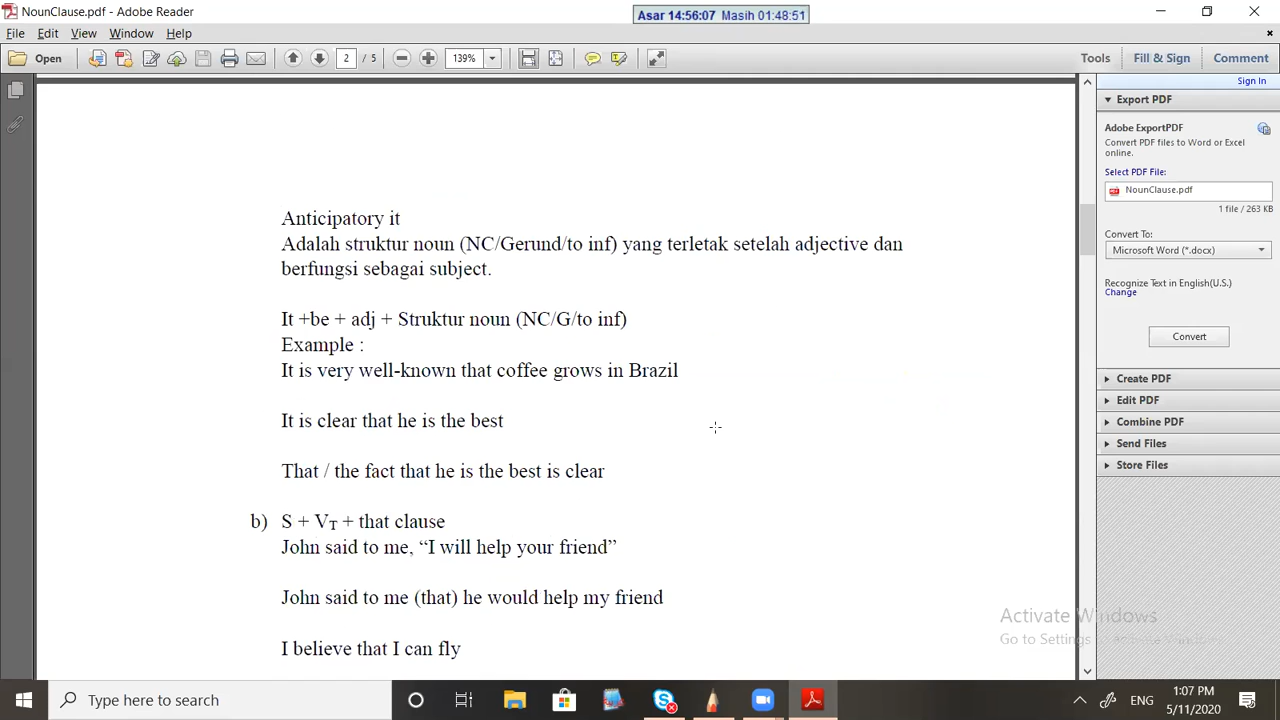 NounClause.pdf - Adobe Reader
Asar 14:56:07 Masih 01:48:51
File Edit View Window Help
Open 2 / 5 139% Tools Fill & Sign Comment
Sign In
Export PDF
Adobe ExportPDF
Convert PDF files to Word or Excel
online.
Select PDF File:
NounClause.pdf
1 file / 263 KB
Convert To:
Microsoft Word (*.docx)
Recognize Text in English(U.S.)
Change
Convert
Create PDF
Edit PDF
Combine PDF
Send Files
Store Files
Anticipatory it
Adalah struktur noun (NC/Gerund/to inf) yang terletak setelah adjective dan
berfungsi sebagai subject.
It +be + adj + Struktur noun (NC/G/to inf)
Example :
It is very well-known that coffee grows in Brazil
It is clear that he is the best
That / the fact that he is the best is clear
b) S + VT + that clause
John said to me, “I will help your friend”
John said to me (that) he would help my friend
I believe that I can fly
Activate Windows
Go to Settings to activate Windows.
Type here to search
ENG
1:07 PM
5/11/2020